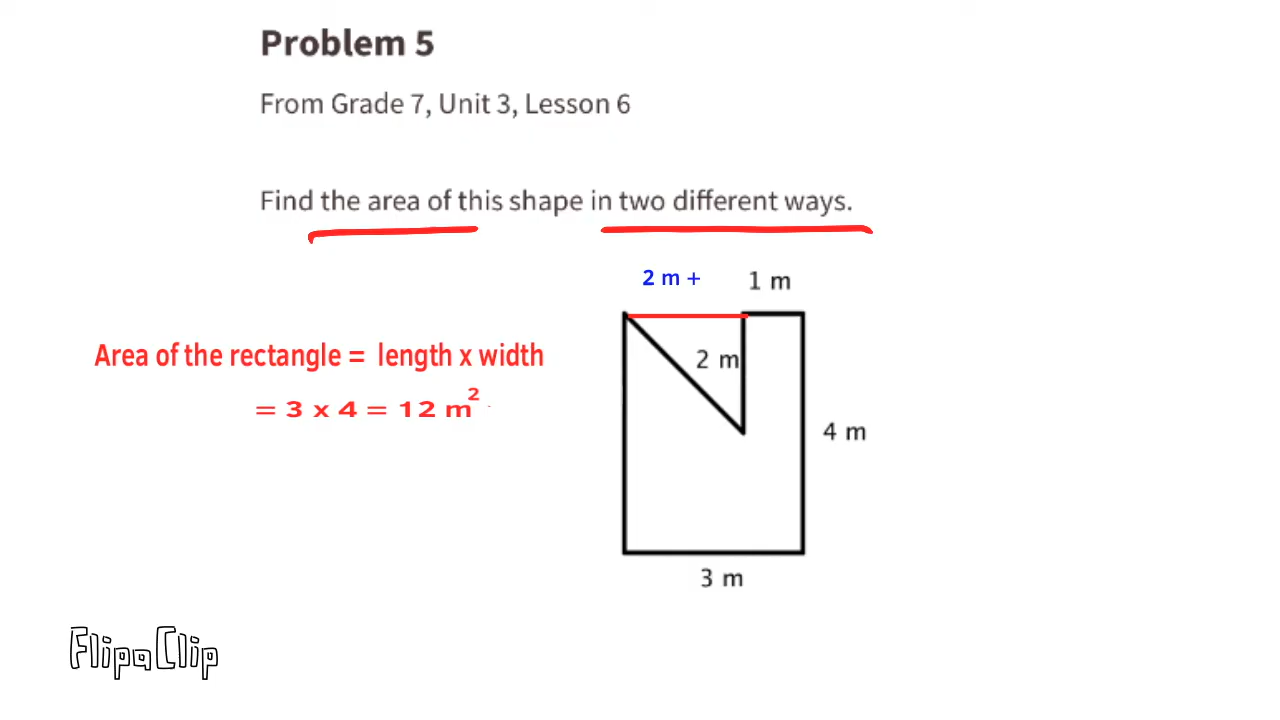 Problem 5
From Grade 7, Unit 3, Lesson 6
Find the area of this shape in two different ways.
2 m + 1 m
Area of the rectangle = length x width
= 3 x 4 = 12 m²
2 m
4 m
3 m
FlipaClip